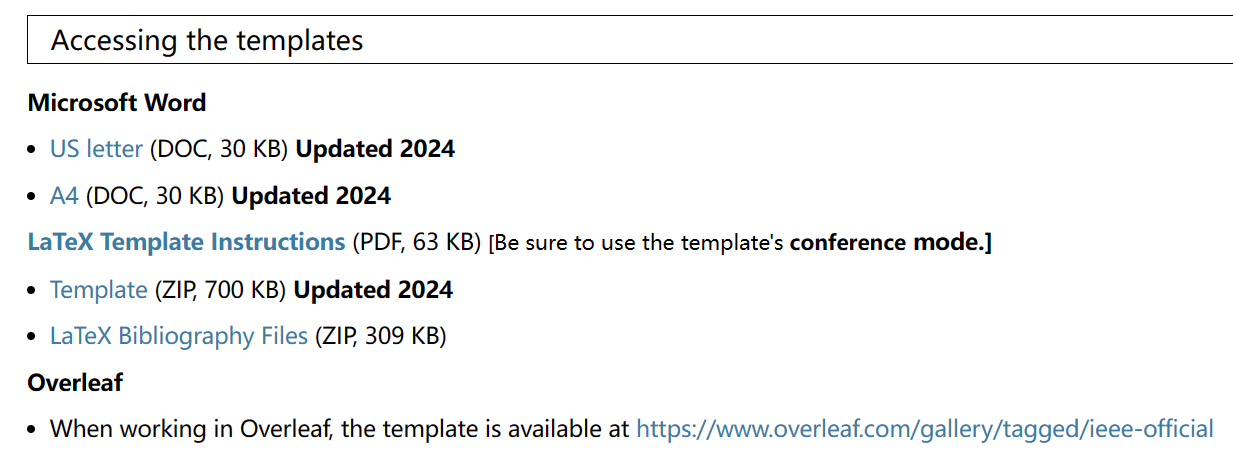 Accessing the templates
Microsoft Word
• US letter (DOC, 30 KB) Updated 2024
• A4 (DOC, 30 KB) Updated 2024
LaTeX Template Instructions (PDF, 63 KB) [Be sure to use the template's conference mode.]
• Template (ZIP, 700 KB) Updated 2024
• LaTeX Bibliography Files (ZIP, 309 KB)
Overleaf
• When working in Overleaf, the template is available at https://www.overleaf.com/gallery/tagged/ieee-official